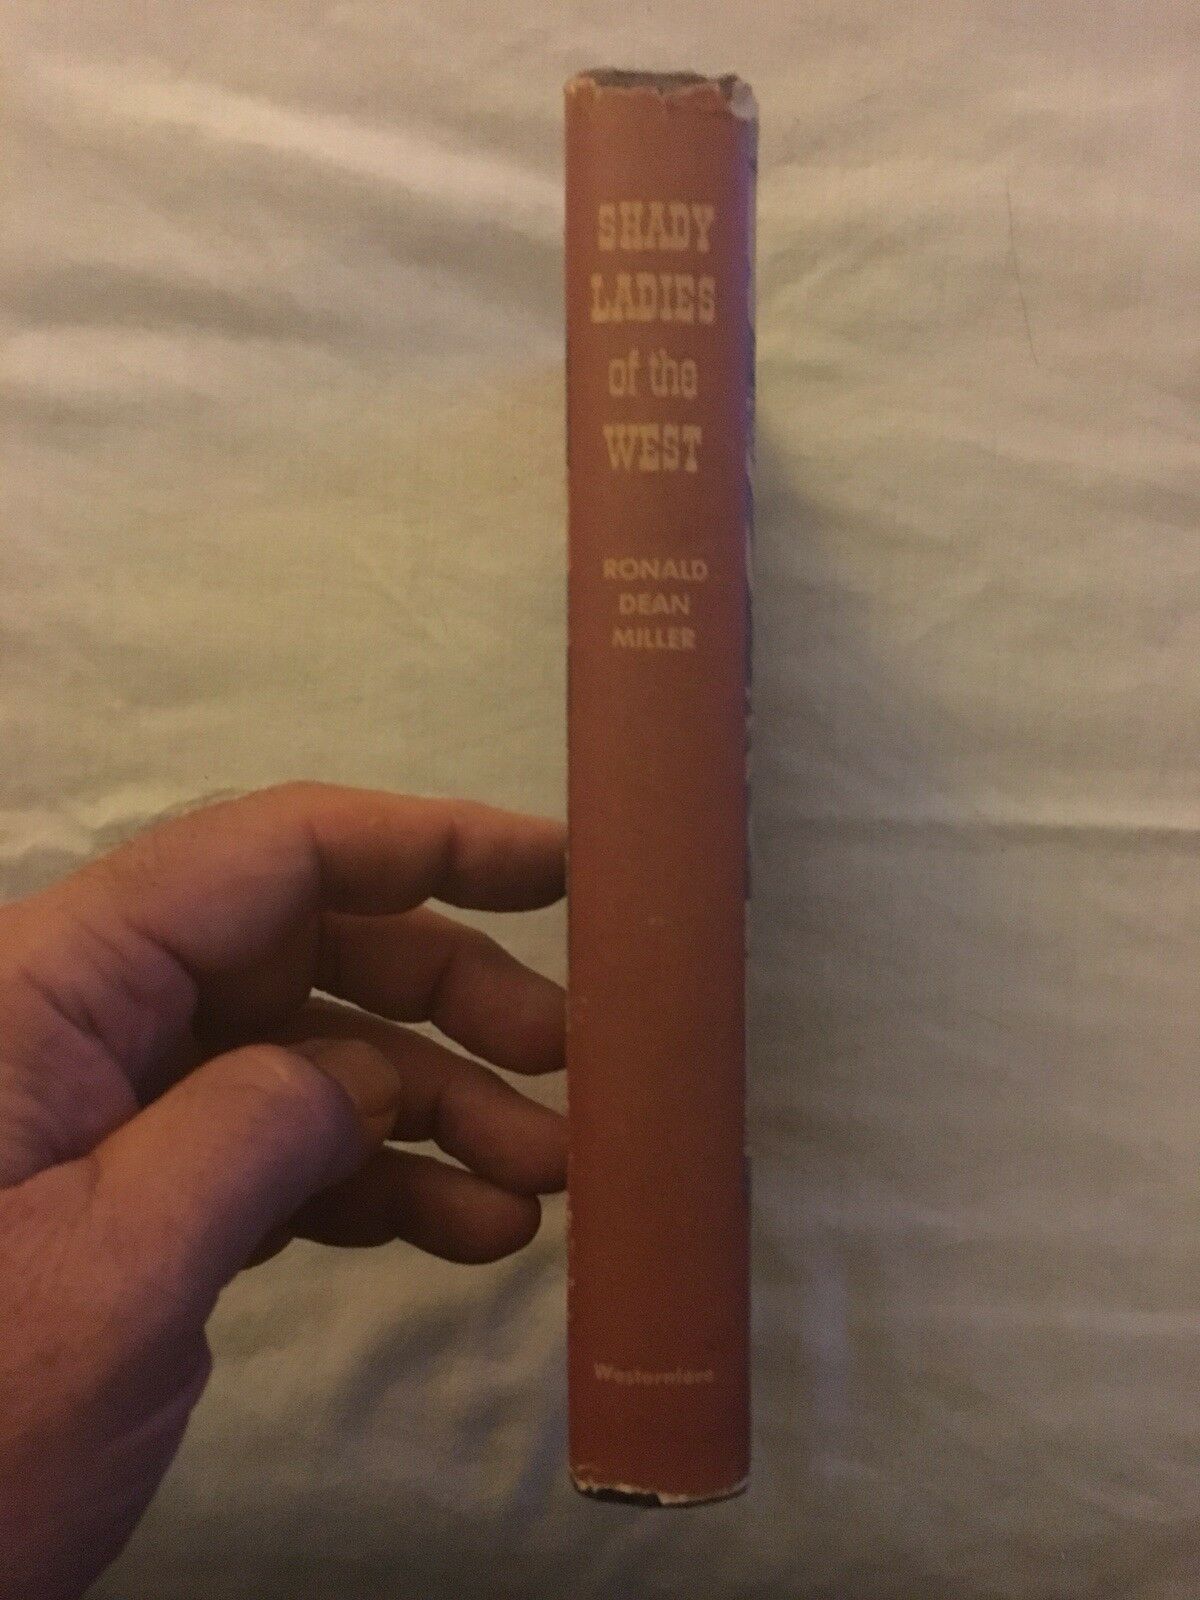 SHADY
LADIES
of the
WEST
RONALD
DEAN
MILLER
Westernlore